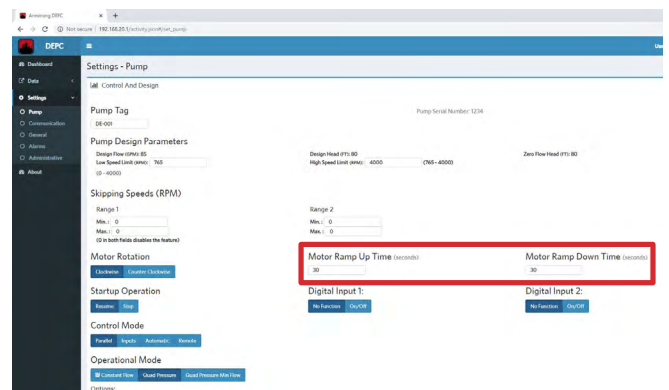 Armstrong DEPC
Not secure | 192.168.20.1/activity.json#/set_pump
DEPC
Dashboard
Settings - Pump
Data
Control And Design
Settings
Pump
Pump Tag
Pump Serial Number: 1234
Communication
DE-001
General
Alarms
Pump Design Parameters
Administrative
Design Flow (GPM): 85
Design Head (FT): 80
Zero Flow Head (FT): 80
Low Speed Limit (RPM): 765
High Speed Limit (RPM): 4000 (765 - 4000)
About
(0 - 4000)
Skipping Speeds (RPM)
Range 1
Range 2
Min. : 0
Min. : 0
Max. : 0
Max. : 0
(0 in both fields disables the feature)
Motor Rotation
Motor Ramp Up Time (seconds)
Motor Ramp Down Time (seconds)
Clockwise Counter Clockwise
30
30
Startup Operation
Digital Input 1:
Digital Input 2:
Resume Stop
No Function On/Off
No Function On/Off
Control Mode
Parallel Inputs Automatic Remote
Operational Mode
Constant Flow Quad Pressure Quad Pressure Min Flow
Options: